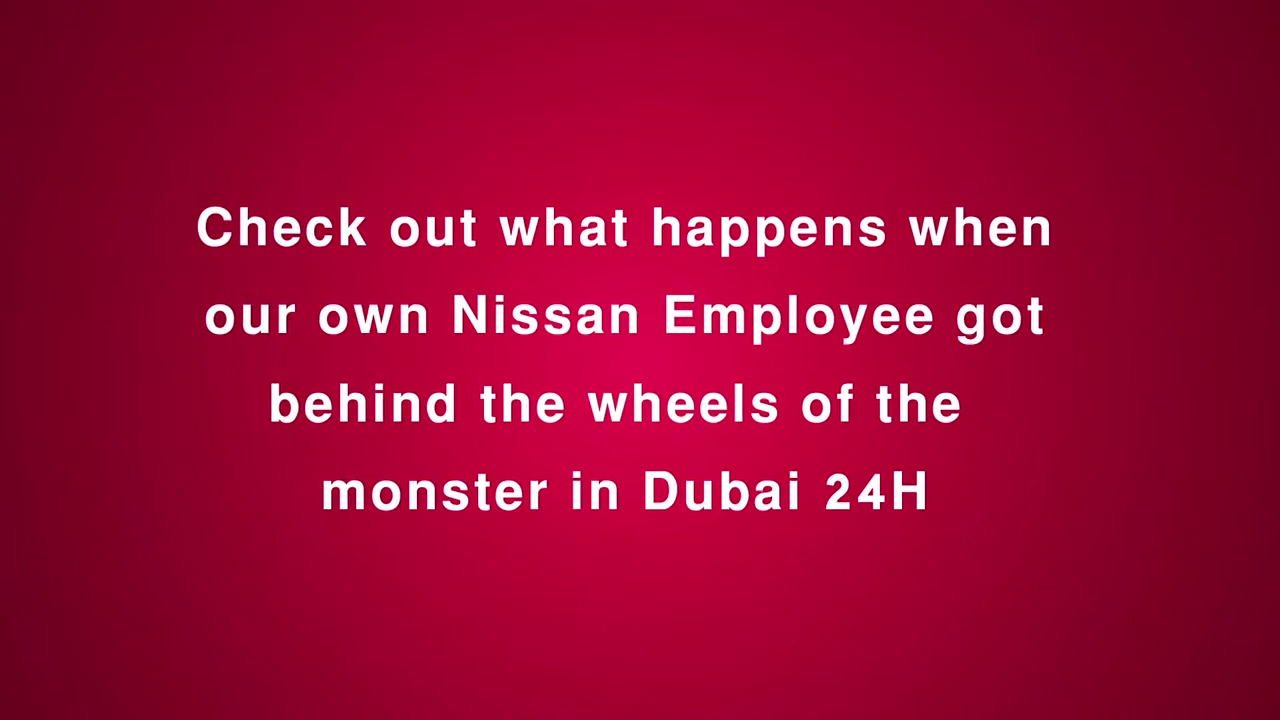 Check out what happens when
our own Nissan Employee got
behind the wheels of the
monster in Dubai 24H